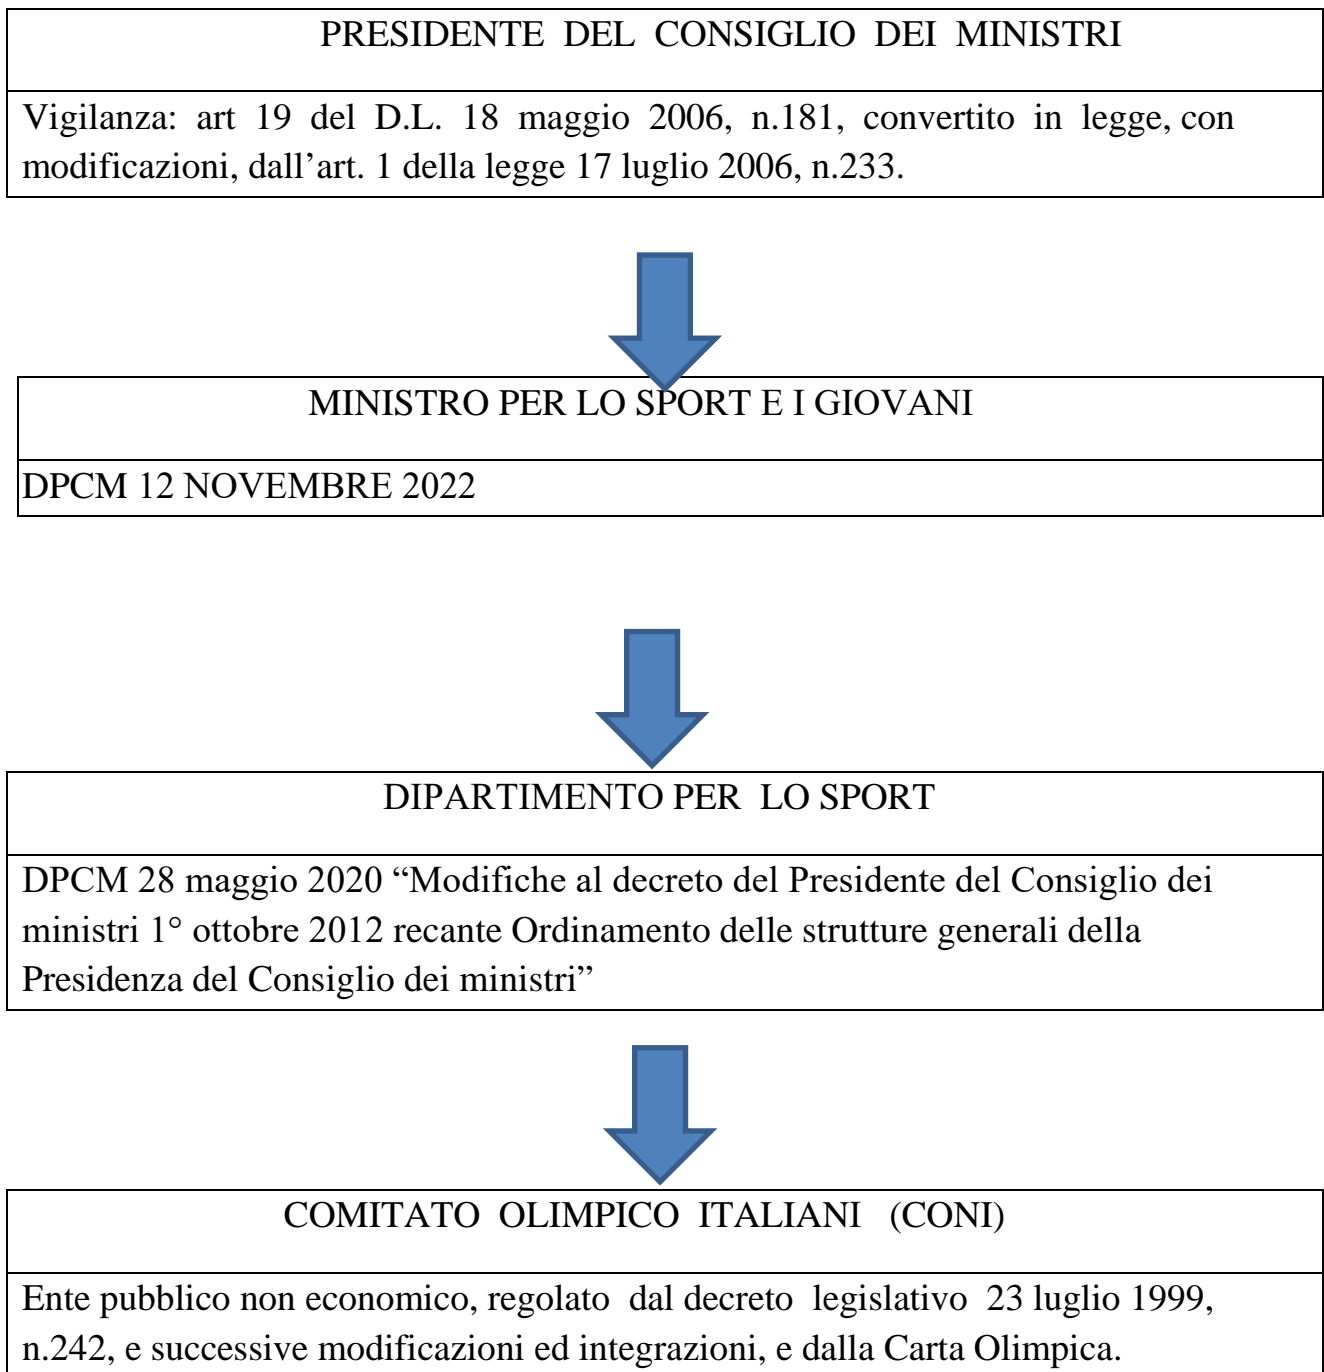 PRESIDENTE DEL CONSIGLIO DEI MINISTRI
Vigilanza: art 19 del D.L. 18 maggio 2006, n.181, convertito in legge, con
modificazioni, dall’art. 1 della legge 17 luglio 2006, n.233.
MINISTRO PER LO SPORT E I GIOVANI
DPCM 12 NOVEMBRE 2022
DIPARTIMENTO PER LO SPORT
DPCM 28 maggio 2020 “Modifiche al decreto del Presidente del Consiglio dei
ministri 1° ottobre 2012 recante Ordinamento delle strutture generali della
Presidenza del Consiglio dei ministri”
COMITATO OLIMPICO ITALIANI (CONI)
Ente pubblico non economico, regolato dal decreto legislativo 23 luglio 1999,
n.242, e successive modificazioni ed integrazioni, e dalla Carta Olimpica.